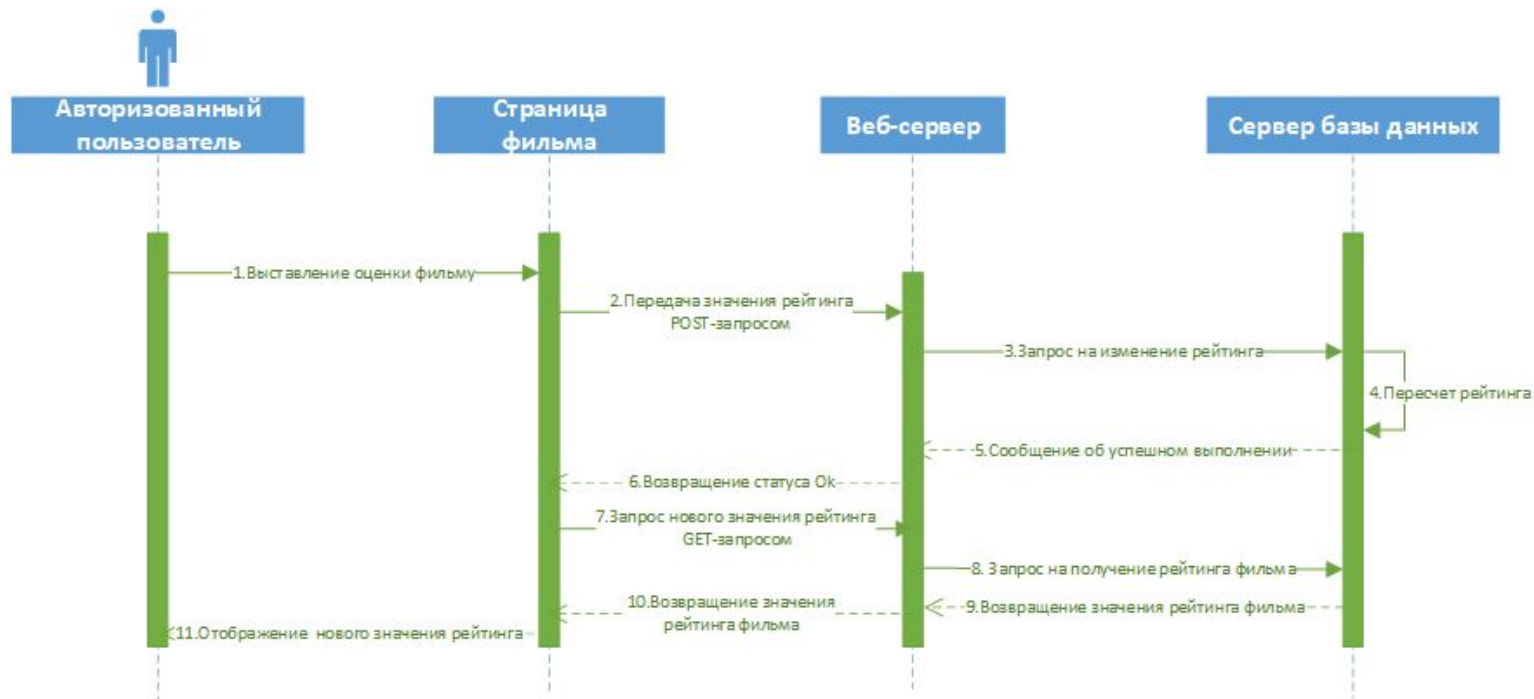 Авторизованный
пользователь
Страница
фильма
Веб-сервер
Сервер базы данных
1.Выставление оценки фильму
2.Передача значения рейтинга
POST-запросом
3.Запрос на изменение рейтинга
4.Пересчет рейтинга
5.Сообщение об успешном выполнении
6.Возвращение статуса Ok
7.Запрос нового значения рейтинга
GET-запросом
8. Запрос на получение рейтинга фильма
9.Возвращение значения рейтинга фильма
10.Возвращение значения
рейтинга фильма
11.Отображение нового значения рейтинга